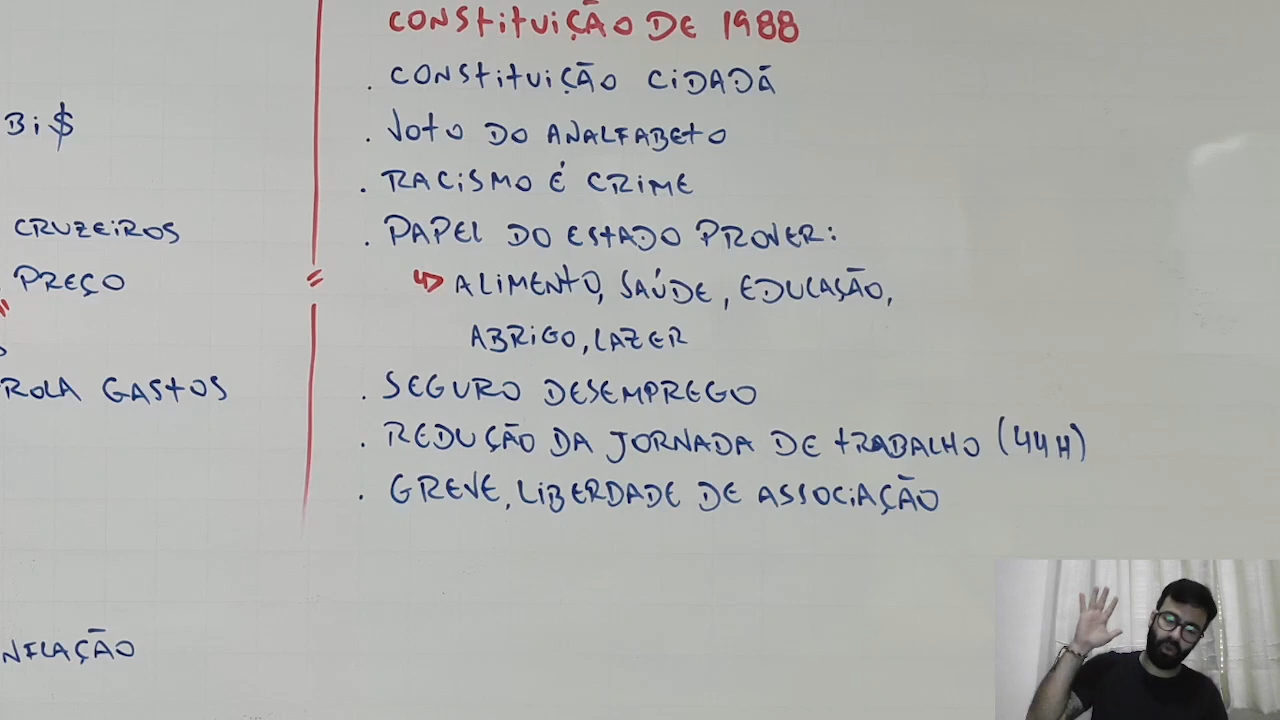 BI$
CRUZEIROS
PREÇO
ROLA GASTOS
NFLAÇÃO
CONSTITUIÇÃO DE 1988
. CONSTITUIÇÃO CIDADÃ
. VOTO DO ANALFABETO
. RACISMO É CRIME
. PAPEL DO ESTADO PROVER:
↳ ALIMENTO, SAÚDE, EDUCAÇÃO,
ABRIGO, LAZER
. SEGURO DESEMPREGO
. REDUÇÃO DA JORNADA DE TRABALHO (44H)
. GREVE, LIBERDADE DE ASSOCIAÇÃO